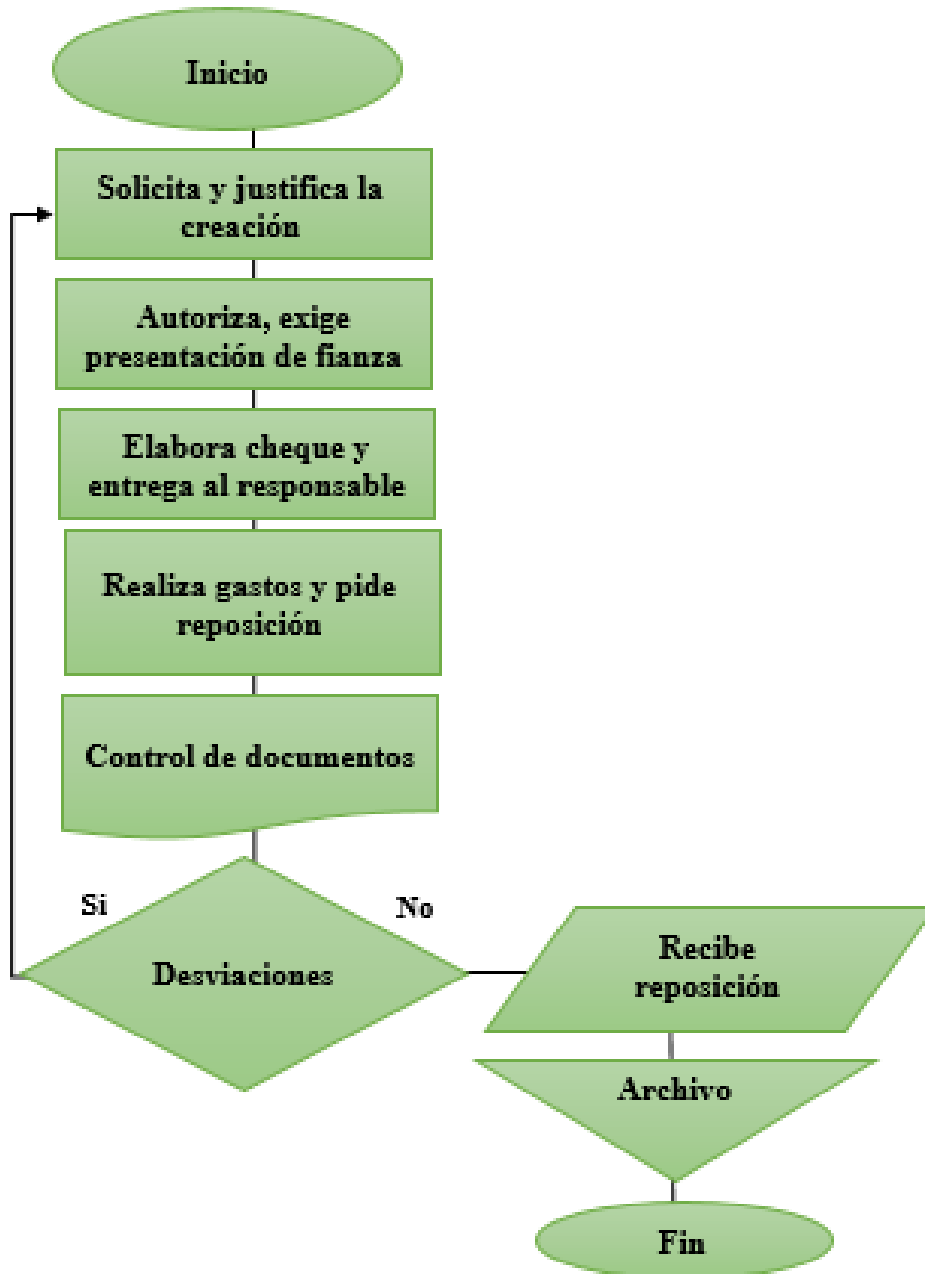 Inicio
Solicita y justifica la
creación
Autoriza, exige
presentación de fianza
Elabora cheque y
entrega al responsable
Realiza gastos y pide
reposición
Control de documentos
Si
No
Desviaciones
Recibe
reposición
Archivo
Fin